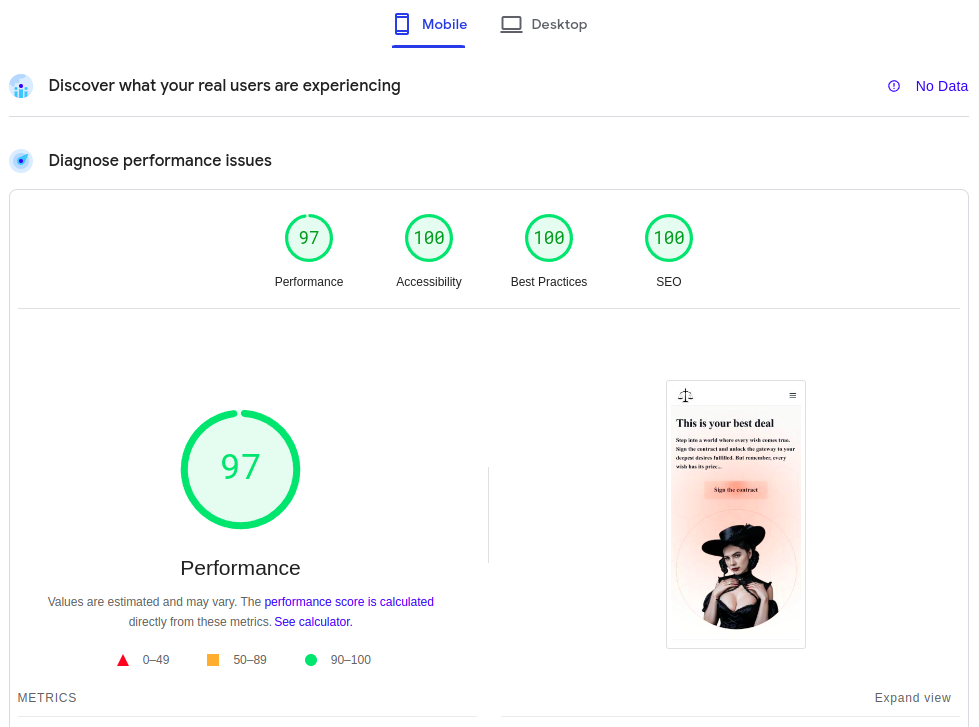 Mobile
Desktop
Discover what your real users are experiencing
No Data
Diagnose performance issues
97
100
100
100
Performance
Accessibility
Best Practices
SEO
97
Performance
Values are estimated and may vary. The performance score is calculated
directly from these metrics. See calculator.
0–49
50–89
90–100
This is your best deal
Step into a world where every wish comes true.
Sign the contract and unlock the gateway to your
deepest desires fulfilled. But remember, every
wish has its price...
Sign the contract
METRICS
Expand view